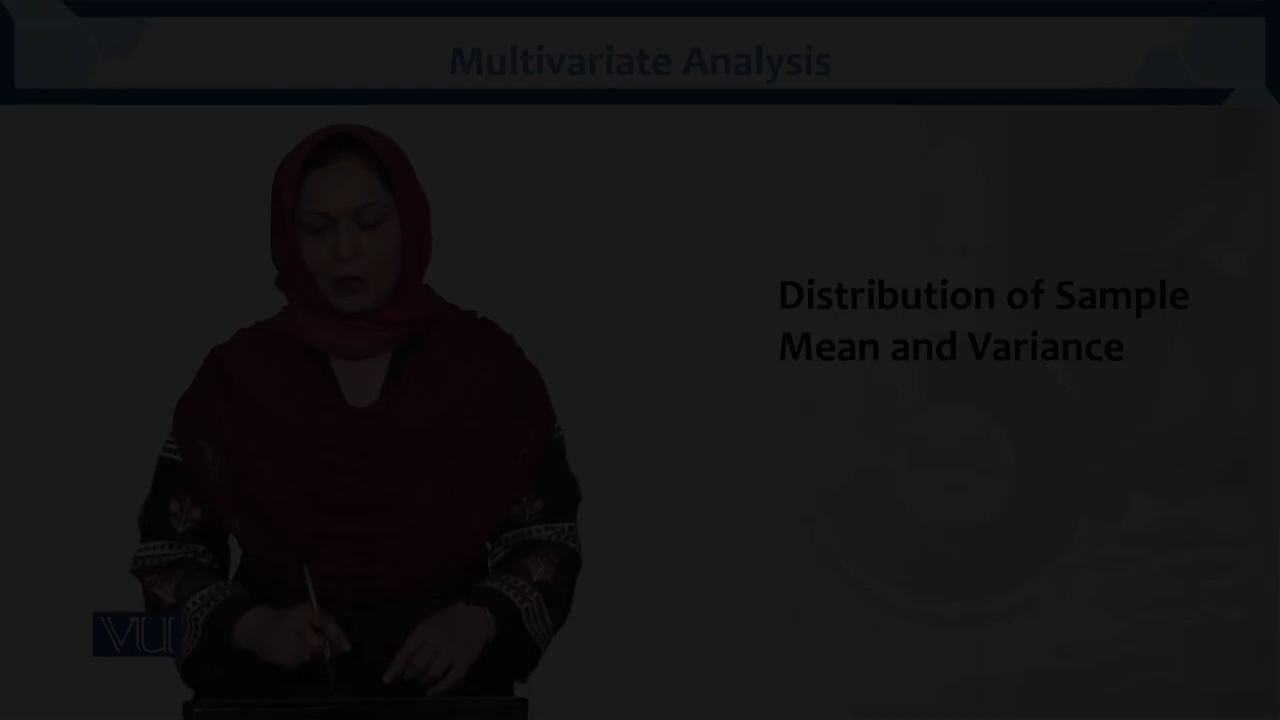 Multivariate Analysis
Distribution of Sample
Mean and Variance
VU